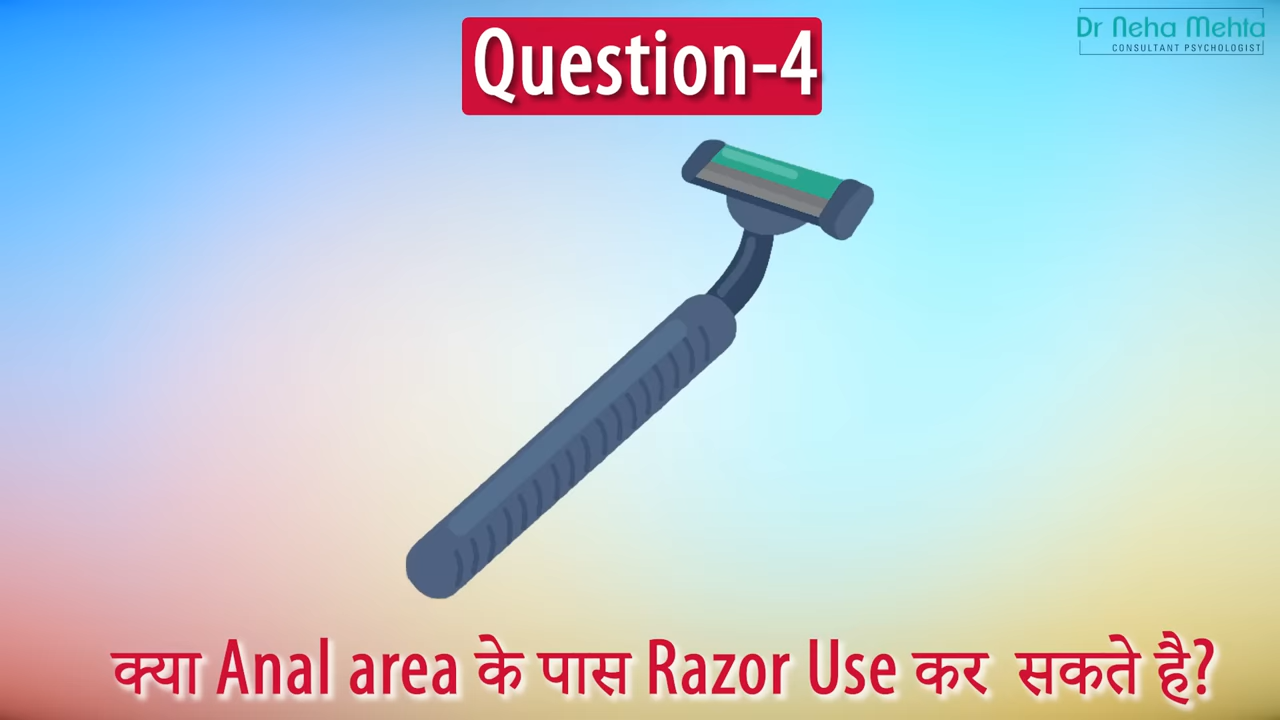 Question-4
Dr Neha Mehta
CONSULTANT PSYCHOLOGIST
क्या Anal area के पास Razor Use कर सकते है?